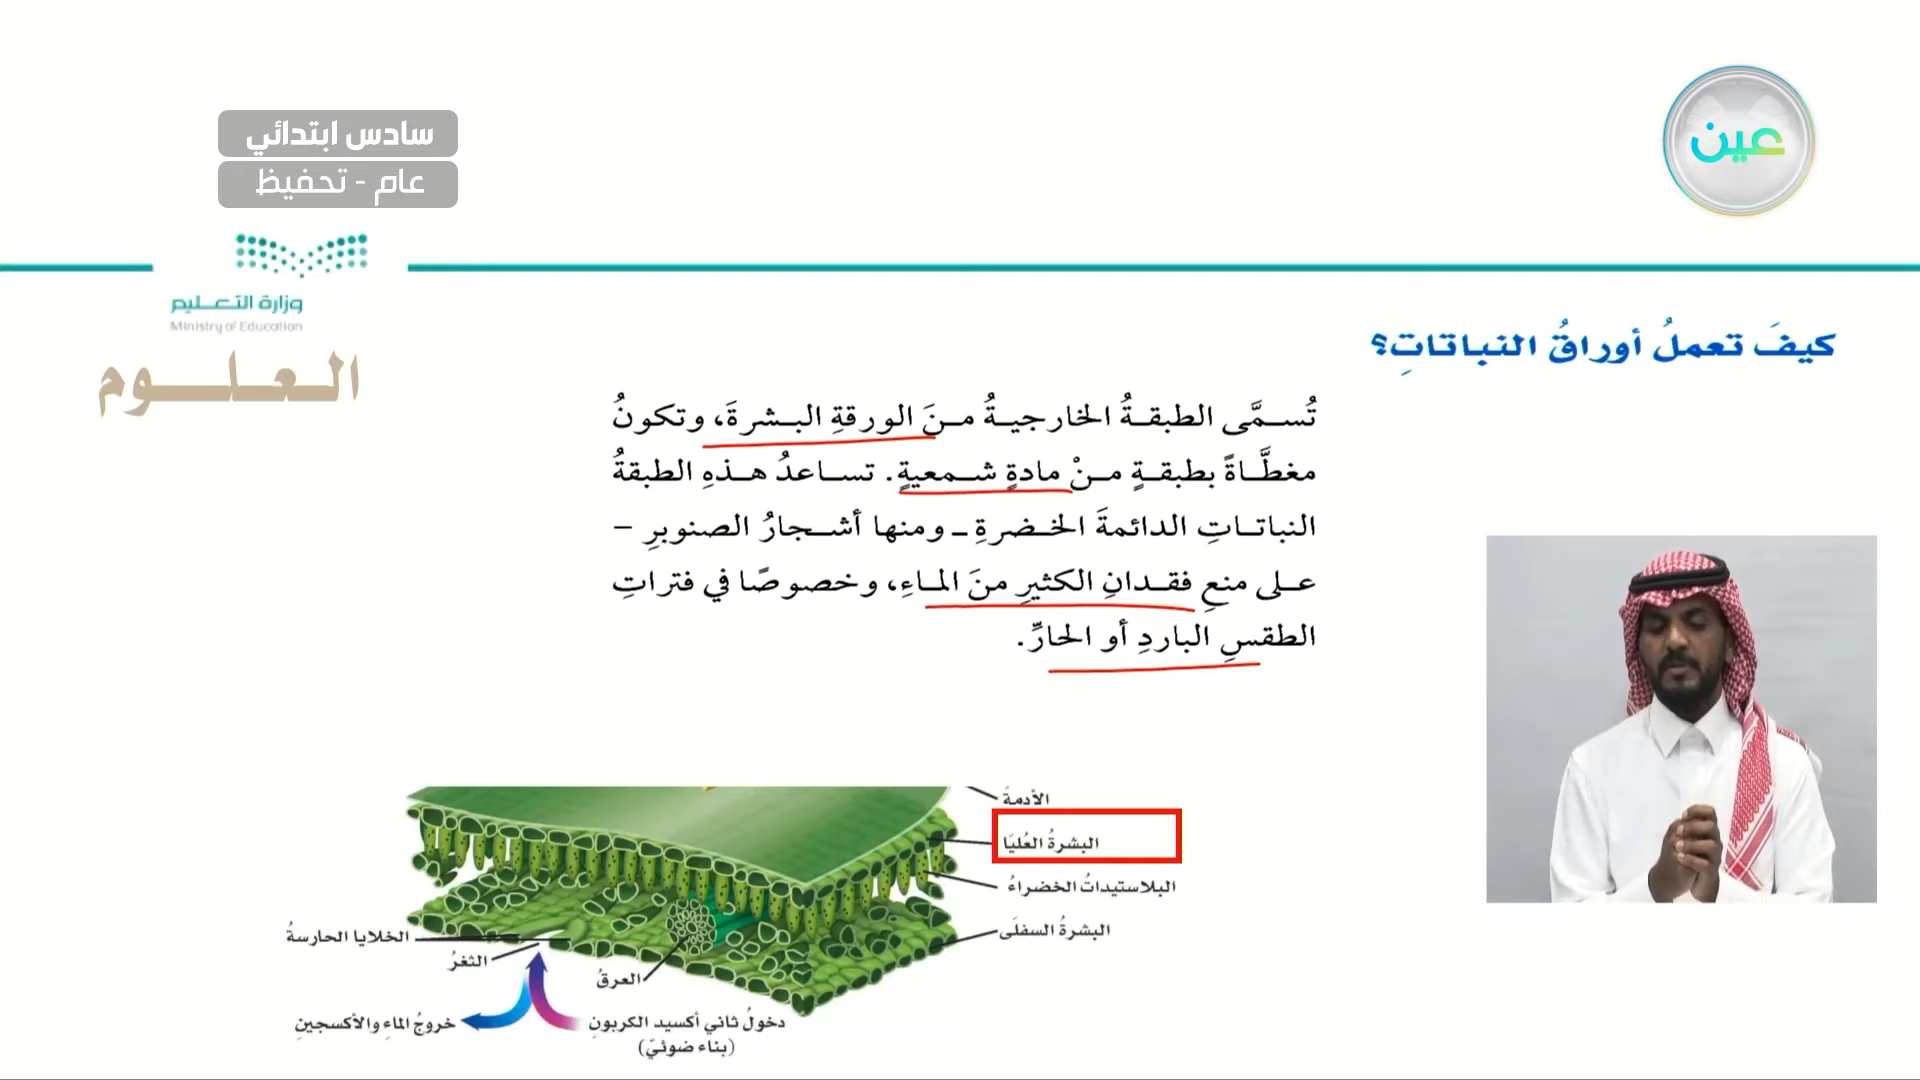 عين
سادس ابتدائي
عام - تحفيظ
وزارة التعليم
Ministry of Education
العلوم
كيفَ تعملُ أوراقُ النباتاتِ؟
تُسمَّى الطبقةُ الخارجيةُ منَ الورقةِ البشرةَ، وتكونُ
مغطَّاةً بطبقةٍ منْ مادةٍ شمعيةٍ. تساعدُ هذهِ الطبقةُ
النباتاتِ الدائمةَ الخضرةِ - ومنها أشجارُ الصنوبرِ –
على منعِ فقدانِ الكثيرِ منَ الماءِ، وخصوصًا في فتراتِ
الطقسِ الباردِ أو الحارِّ.
الأدمةَ
البشرةُ العُليَا
البلاستيداتُ الخضراءُ
البشرةُ السفلَى
الخلايا الحارسةُ
الثغرُ
العرقُ
خروجُ الماءِ والأكسجينِ
دخولُ ثاني أكسيد الكربونِ
(بناء ضوئيّ)